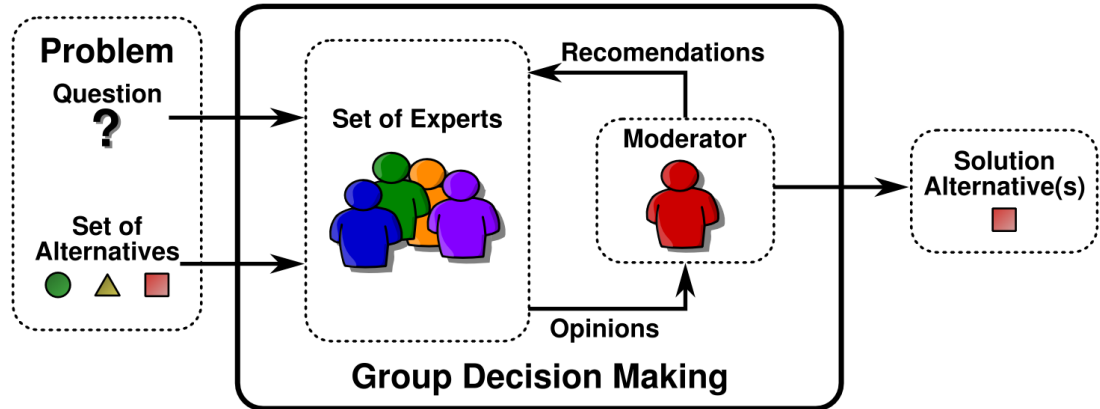 Problem
Question
?
Set of
Alternatives
Set of Experts
Recomendations
Moderator
Opinions
Group Decision Making
Solution
Alternative(s)